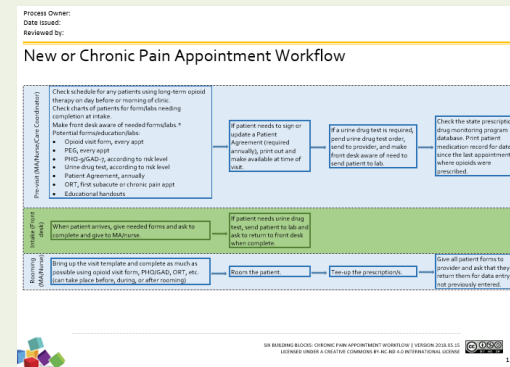 Process Owner:
Date Issued:
Reviewed by:
New or Chronic Pain Appointment Workflow
Pre-visit (MA/Nurse/Care Coordinator)
Check schedule for any patients using long-term opioid
therapy on day before or morning of clinic.
Check charts of patients for form/labs needing
completion at intake.
Make front desk aware of needed forms/labs.*
Potential forms/education/labs:
• Opioid visit form, every appt
• PEG, every appt
• PHQ-9/GAD-7, according to risk level
• Urine drug test, according to risk level
• Patient Agreement, annually
• ORT, first subacute or chronic pain appt
• Educational handouts
If patient needs to sign or
update a Patient
Agreement (required
annually), print out and
make available at time of
visit.
If a urine drug test is required,
pend urine drug test order,
send to provider, and make
front desk aware of need to
send patient to lab.
Check the state prescriptio
drug monitoring program
database. Print patient
medication record for date
since the last appointment
where opioids were
prescribed.
Intake (Front
desk)
When patient arrives, give needed forms and ask to
complete and give to MA/nurse.
If patient needs urine drug
test, send patient to lab and
ask to return to front desk
when complete.
Rooming
(MA/Nurse)
Bring up the visit template and complete as much as
possible using opioid visit form, PHQ/GAD, ORT, etc.
(can take place before, during, or after rooming)
Room the patient.
Tee-up the prescription/s.
Give all patient forms to
provider and ask that they
return them for data entry
not previously entered.
SIX BUILDING BLOCKS: CHRONIC PAIN APPOINTMENT WORKFLOW | VERSION 2018.03.15
LICENSED UNDER A CREATIVE COMMONS BY-NC-ND 4.0 INTERNATIONAL LICENSE
1